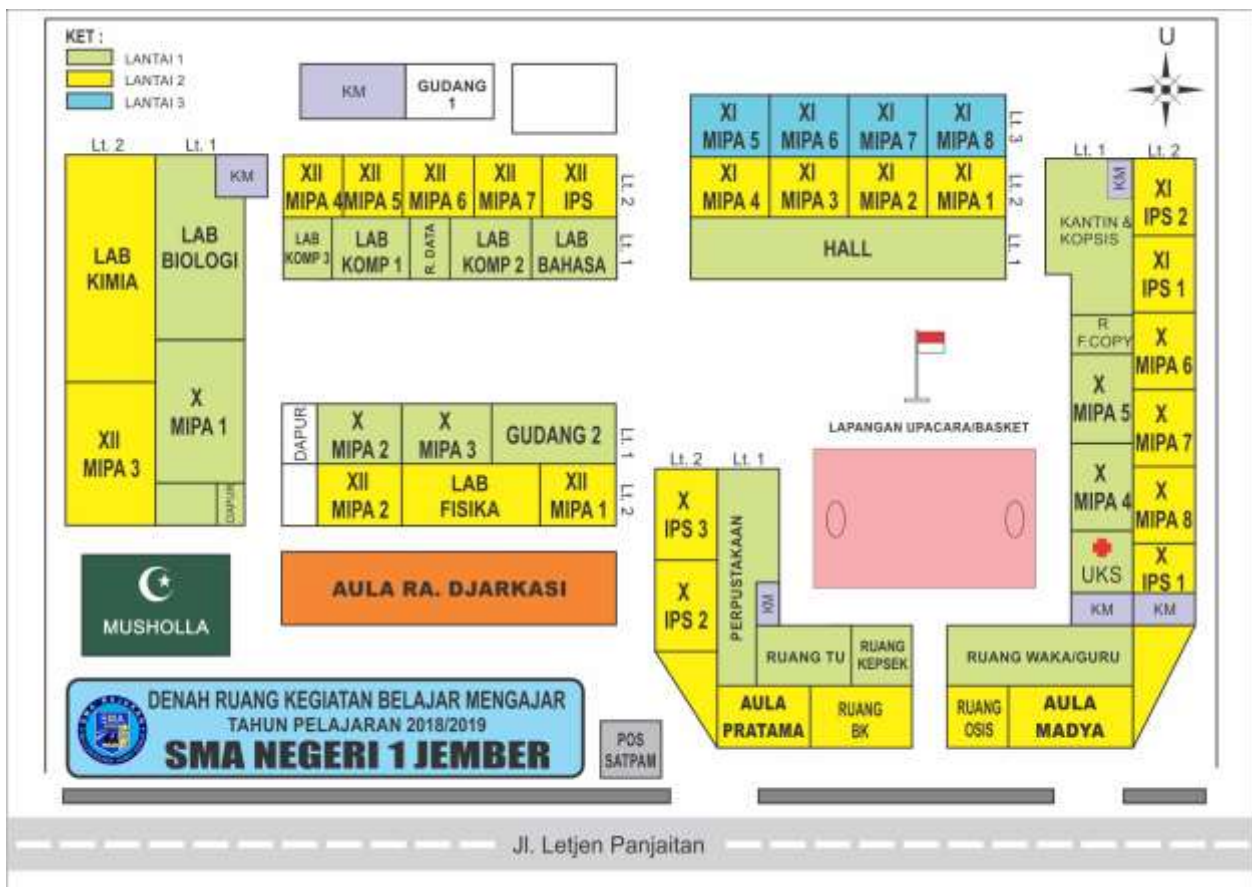 KET :
LANTAI 1
LANTAI 2
LANTAI 3
U
KM
GUDANG
1
XI
MIPA 5
XI
MIPA 6
XI
MIPA 7
XI
MIPA 8
Lt. 3
XI
MIPA 4
XI
MIPA 3
XI
MIPA 2
XI
MIPA 1
Lt. 2
HALL
Lt. 1
Lt. 2
Lt. 1
KM
LAB
KIMIA
LAB
BIOLOGI
XII
MIPA 3
X
MIPA 1
DAPUR
XII
MIPA 4
XII
MIPA 5
XII
MIPA 6
XII
MIPA 7
XII
IPS
Lt. 2
LAB
KOMP 3
LAB
KOMP 1
R. DATA
LAB
KOMP 2
LAB
BAHASA
Lt. 1
Lt. 1
Lt. 2
KM
KANTIN &
KOPSIS
R
F.COPY
X
MIPA 5
X
MIPA 4
UKS
KM
XI
IPS 2
XI
IPS 1
X
MIPA 6
X
MIPA 7
X
MIPA 8
X
IPS 1
KM
DAPUR
X
MIPA 2
X
MIPA 3
GUDANG 2
Lt. 1
XII
MIPA 2
LAB
FISIKA
XII
MIPA 1
Lt. 2
LAPANGAN UPACARA/BASKET
Lt. 2
Lt. 1
X
IPS 3
X
IPS 2
PERPUSTAKAAN
KM
RUANG TU
RUANG
KEPSEK
AULA
PRATAMA
RUANG
BK
RUANG WAKA/GURU
RUANG
OSIS
AULA
MADYA
MUSHOLLA
AULA RA. DJARKASI
DENAH RUANG KEGIATAN BELAJAR MENGAJAR
TAHUN PELAJARAN 2018/2019
SMA NEGERI 1 JEMBER
POS
SATPAM
Jl. Letjen Panjaitan